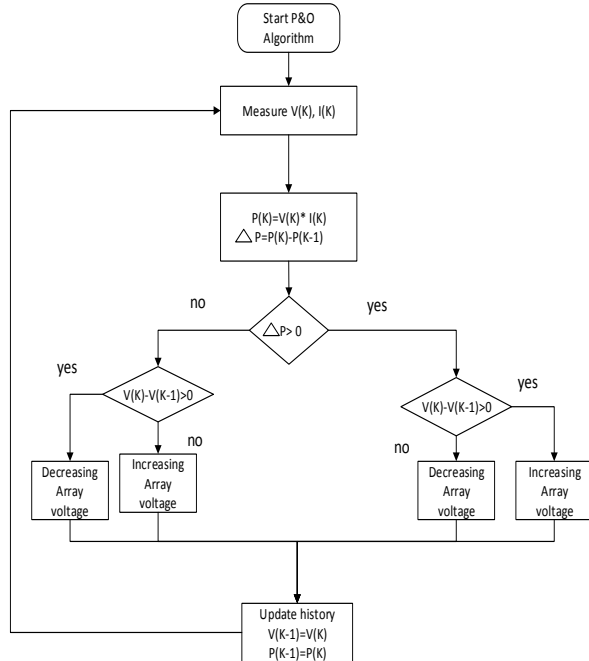 Start P&O
Algorithm
Measure V(K), I(K)
P(K)=V(K)* I(K)
△ P=P(K)-P(K-1)
no
yes
△P> 0
yes
yes
V(K)-V(K-1)>0
V(K)-V(K-1)>0
no
no
Decreasing
Array
voltage
Increasing
Array
voltage
Decreasing
Array
voltage
Increasing
Array
voltage
Update history
V(K-1)=V(K)
P(K-1)=P(K)